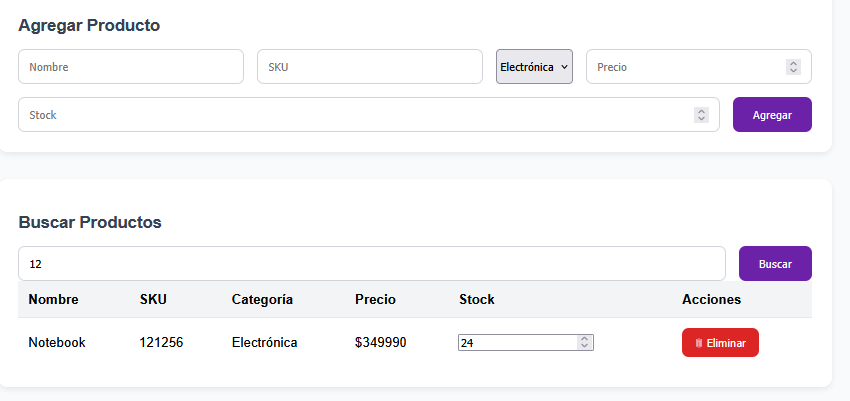 Agregar Producto
Nombre SKU Electrónica Precio
Stock Agregar
Buscar Productos
12 Buscar
Nombre SKU Categoría Precio Stock Acciones
Notebook 121256 Electrónica $349990 24 Eliminar